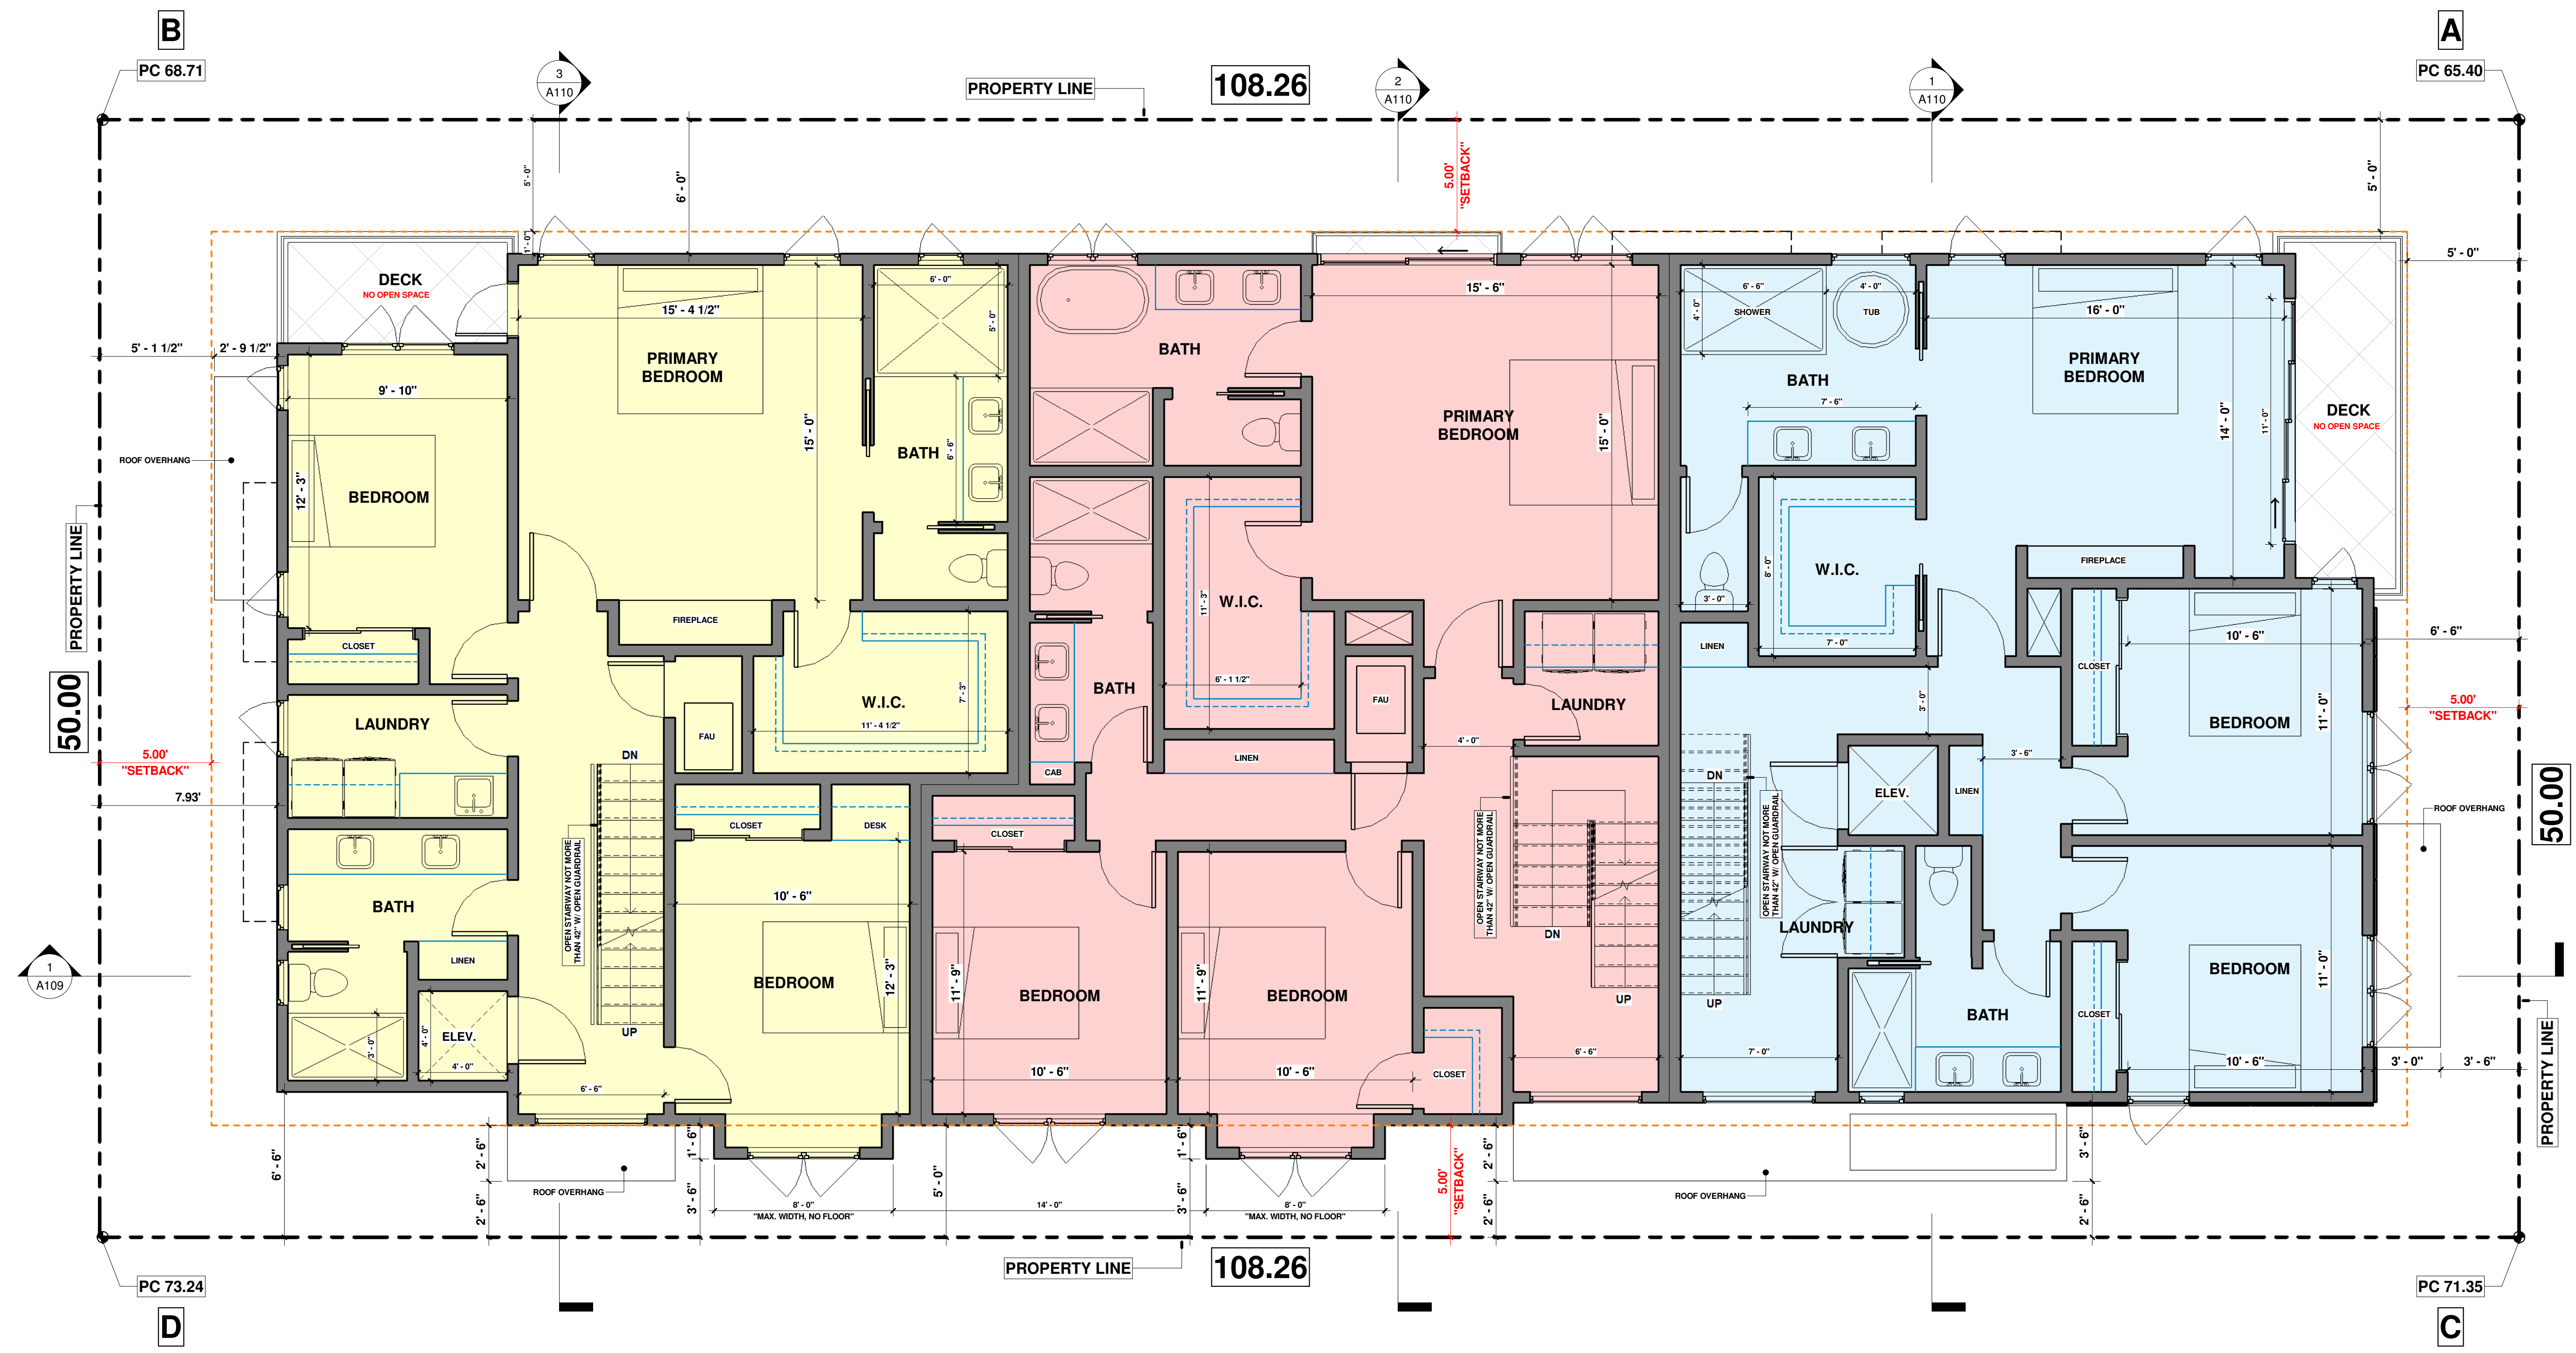 B
A
PC 68.71
PC 65.40
3
A110
PROPERTY LINE
108.26
2
A110
1
A110
5' - 0"
6' - 0"
5.00'
"SETBACK"
5' - 0"
1' - 0"
DECK
NO OPEN SPACE
15' - 4 1/2"
6' - 0"
5' - 0"
15' - 6"
4' - 0"
6' - 6"
4' - 0"
SHOWER
TUB
16' - 0"
5' - 0"
5' - 1 1/2"
2' - 9 1/2"
PRIMARY
BEDROOM
BATH
BATH
PRIMARY
BEDROOM
9' - 10"
15' - 0"
BATH
6' - 6"
PRIMARY
BEDROOM
15' - 0"
7' - 6"
14' - 0"
11' - 0"
DECK
NO OPEN SPACE
ROOF OVERHANG
12' - 3"
BEDROOM
PROPERTY LINE
FIREPLACE
W.I.C.
8' - 0"
3' - 0"
7' - 0"
FIREPLACE
11' - 3"
W.I.C.
6' - 1 1/2"
CLOSET
LINEN
CLOSET
10' - 6"
6' - 6"
50.00
LAUNDRY
FAU
W.I.C.
7' - 3"
11' - 4 1/2"
BATH
FAU
LAUNDRY
4' - 0"
3' - 0"
BEDROOM
11' - 0"
5.00'
"SETBACK"
5.00'
"SETBACK"
7.93'
DN
CAB
LINEN
DN
ELEV.
LINEN
3' - 6"
ROOF OVERHANG
50.00
CLOSET
DESK
CLOSET
OPEN STAIRWAY NOT MORE
THAN 42" W/ OPEN GUARDRAIL
OPEN STAIRWAY NOT MORE
THAN 42" W/ OPEN GUARDRAIL
OPEN STAIRWAY NOT MORE
THAN 42" W/ OPEN GUARDRAIL
BATH
10' - 6"
LAUNDRY
DN
LINEN
1
A109
BEDROOM
12' - 3"
11' - 9"
BEDROOM
11' - 9"
BEDROOM
UP
UP
BEDROOM
11' - 0"
CLOSET
BATH
3' - 0"
4' - 0"
ELEV.
4' - 0"
UP
6' - 6"
10' - 6"
10' - 6"
CLOSET
6' - 6"
7' - 0"
10' - 6"
3' - 0"
3' - 6"
PROPERTY LINE
6' - 6"
2' - 6"
2' - 6"
1' - 6"
3' - 6"
5' - 0"
1' - 6"
3' - 6"
5.00'
"SETBACK"
2' - 6"
2' - 6"
3' - 6"
2' - 6"
ROOF OVERHANG
ROOF OVERHANG
8' - 0"
"MAX. WIDTH, NO FLOOR"
14' - 0"
8' - 0"
"MAX. WIDTH, NO FLOOR"
PROPERTY LINE
108.26
PC 73.24
PC 71.35
D
C